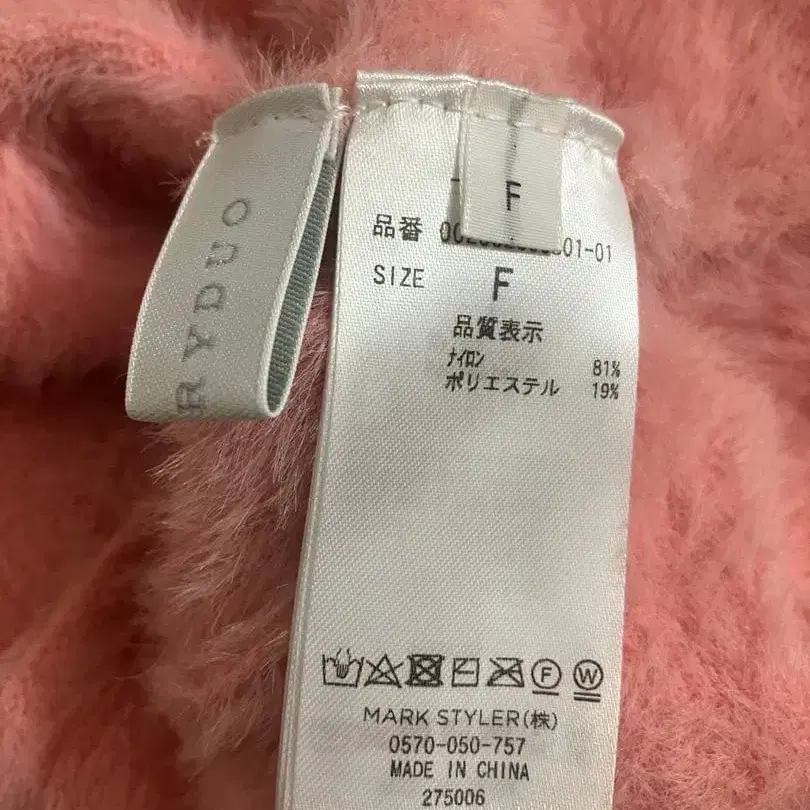 RYDUO
F
品番
01-01
SIZE F
品質表示
ナイロン 81%
ポリエステル 19%
F W
MARK STYLER(株)
0570-050-757
MADE IN CHINA
275006